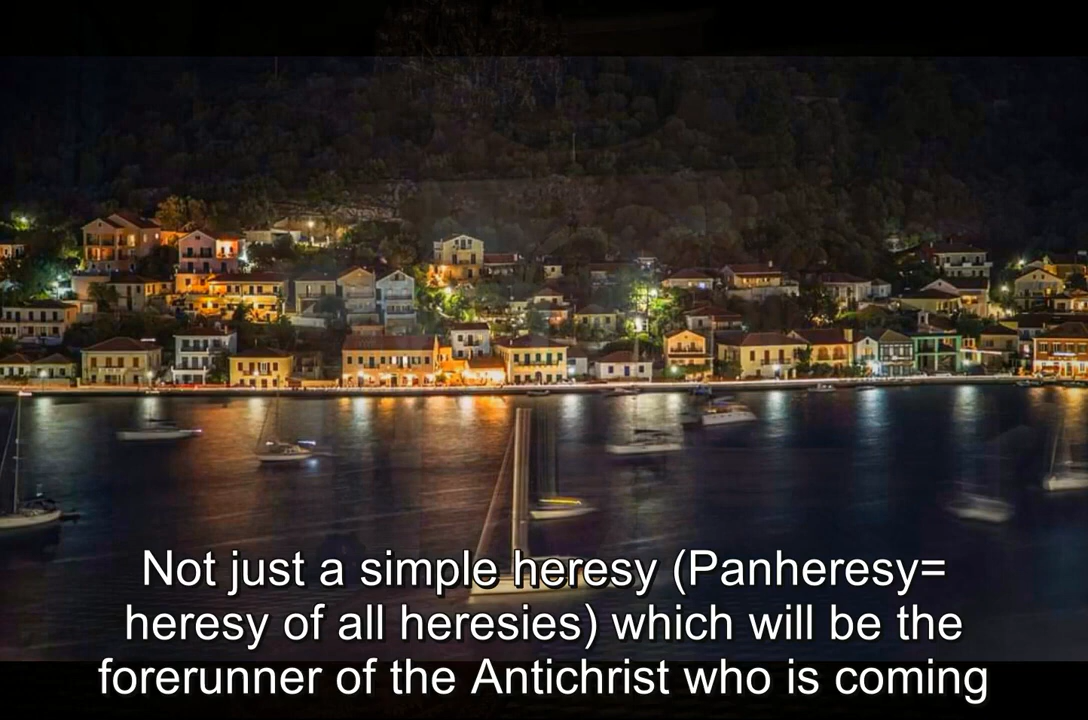 Not just a simple heresy (Panheresy=
heresy of all heresies) which will be the
forerunner of the Antichrist who is coming